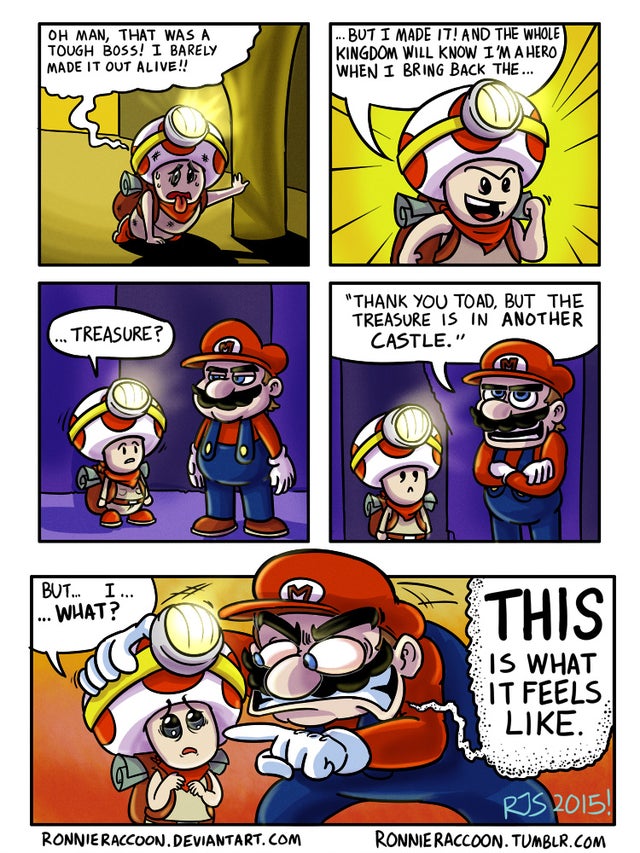 OH MAN, THAT WAS A
TOUGH BOSS! I BARELY
MADE IT OUT ALIVE!!
... BUT I MADE IT! AND THE WHOLE
KINGDOM WILL KNOW I'M A HERO
WHEN I BRING BACK THE...
... TREASURE?
M
"THANK YOU TOAD, BUT THE
TREASURE IS IN ANOTHER
CASTLE."
M
BUT... I...
... WHAT?
M
THIS
IS WHAT
IT FEELS
LIKE.
RJS 2015!
RONNIERACCOON.DEVIANTART.COM
RONNIERACCOON.TUMBLR.COM